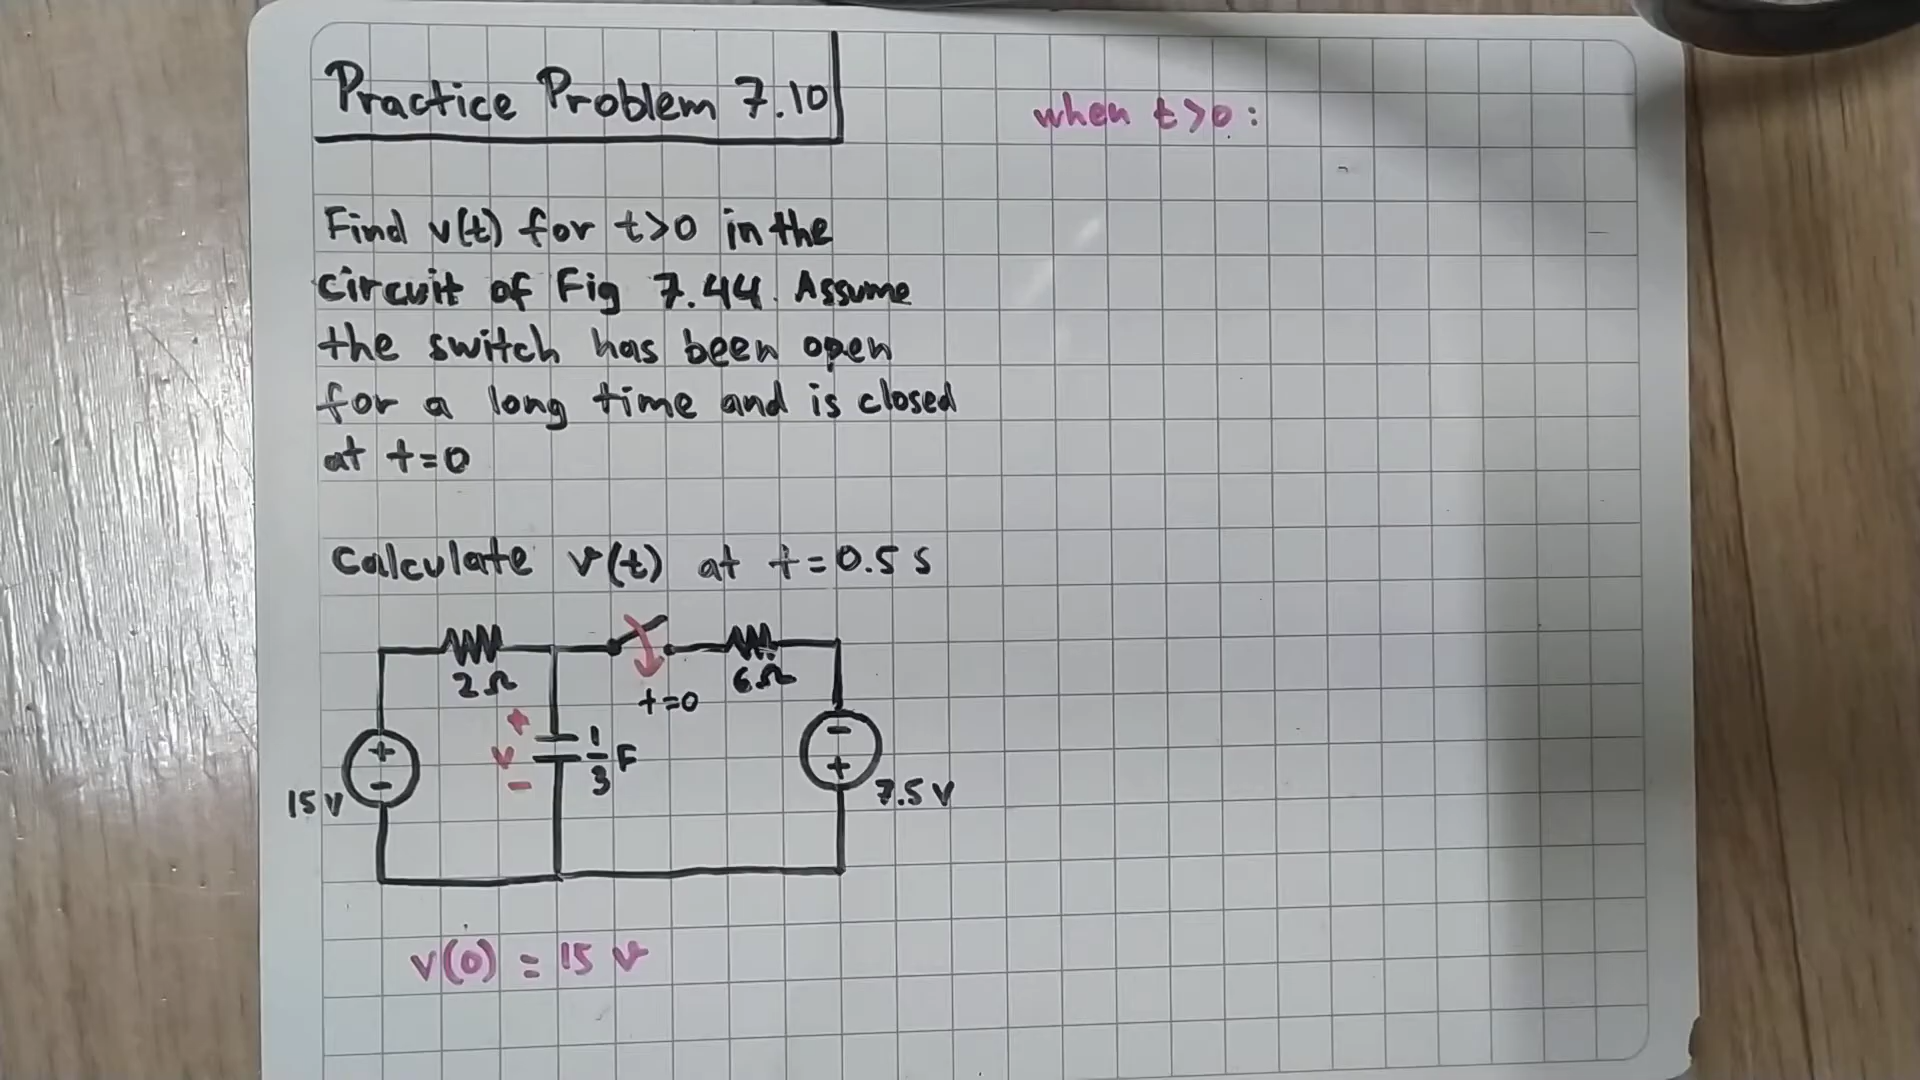 Practice Problem 7.10
when t>0:
Find v(t) for t>0 in the
circuit of Fig 7.44. Assume
the switch has been open
for a long time and is closed
at t=0
Calculate v(t) at t=0.5 s
2Ω
6Ω
t=0
+
v
-
1/3 F
+
-
15 V
-
+
7.5 V
v(0) = 15 V